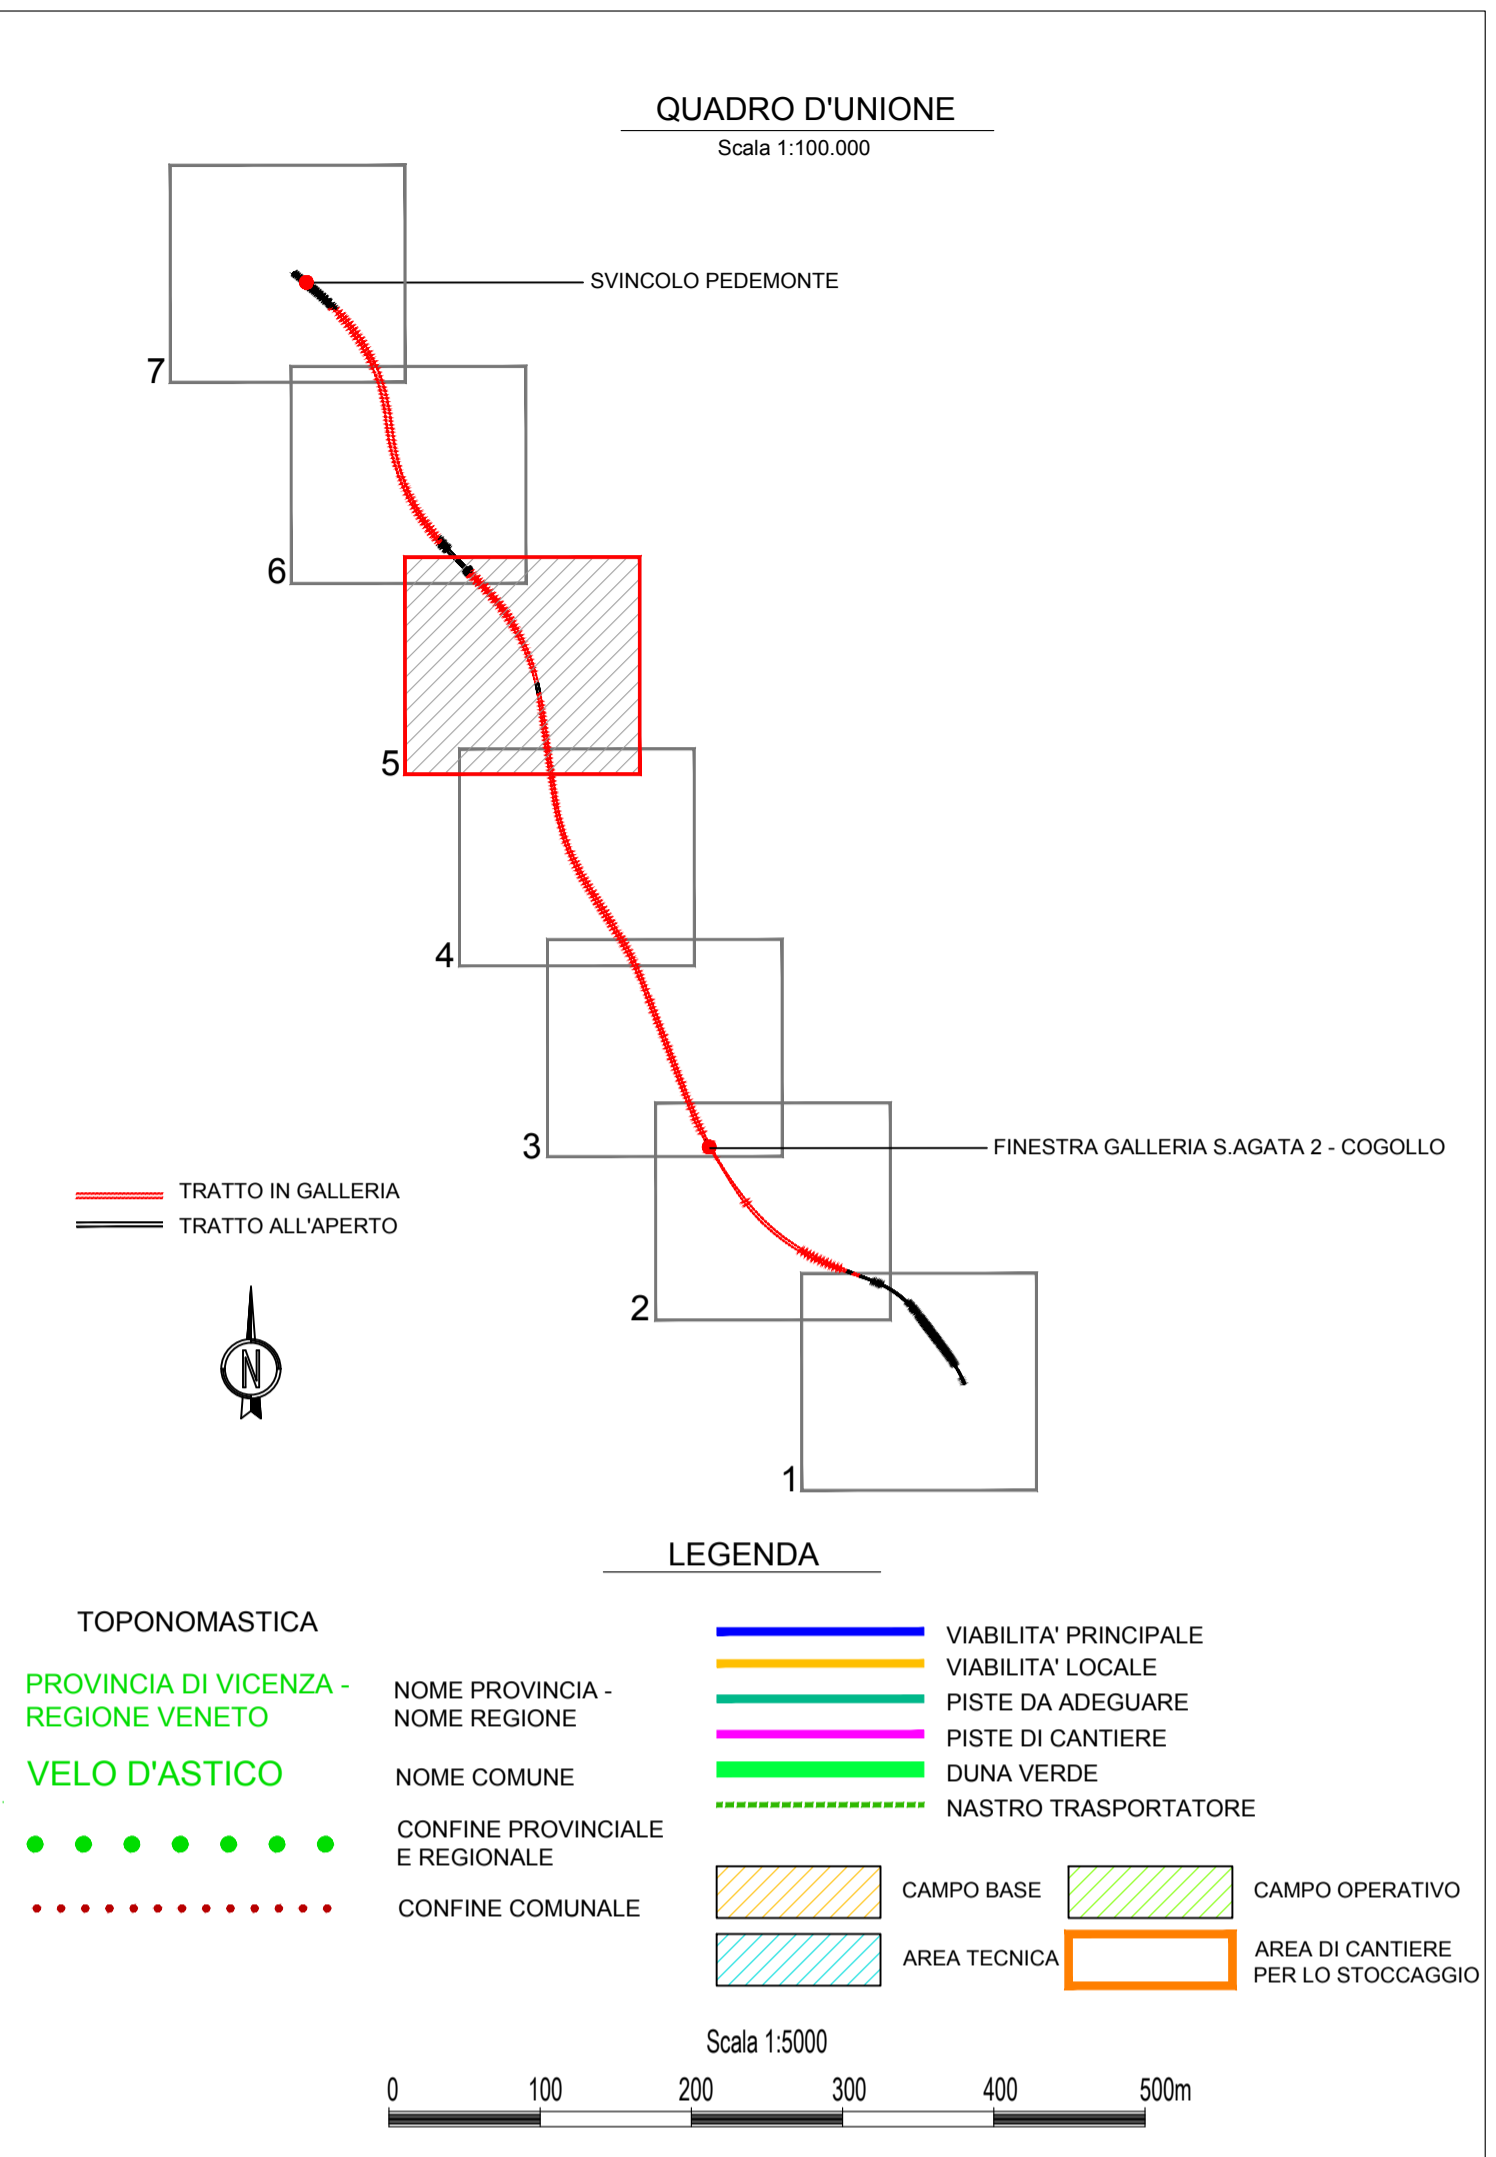 QUADRO D'UNIONE
Scala 1:100.000
SVINCOLO PEDEMONTE
7
6
5
4
3
FINESTRA GALLERIA S.AGATA 2 - COGOLLO
TRATTO IN GALLERIA
TRATTO ALL'APERTO
2
N
1
LEGENDA
TOPONOMASTICA
PROVINCIA DI VICENZA -
REGIONE VENETO
NOME PROVINCIA -
NOME REGIONE
VELO D'ASTICO
NOME COMUNE
CONFINE PROVINCIALE
E REGIONALE
CONFINE COMUNALE
VIABILITA' PRINCIPALE
VIABILITA' LOCALE
PISTE DA ADEGUARE
PISTE DI CANTIERE
DUNA VERDE
NASTRO TRASPORTATORE
CAMPO BASE
CAMPO OPERATIVO
AREA TECNICA
AREA DI CANTIERE
PER LO STOCCAGGIO
Scala 1:5000
0 100 200 300 400 500m